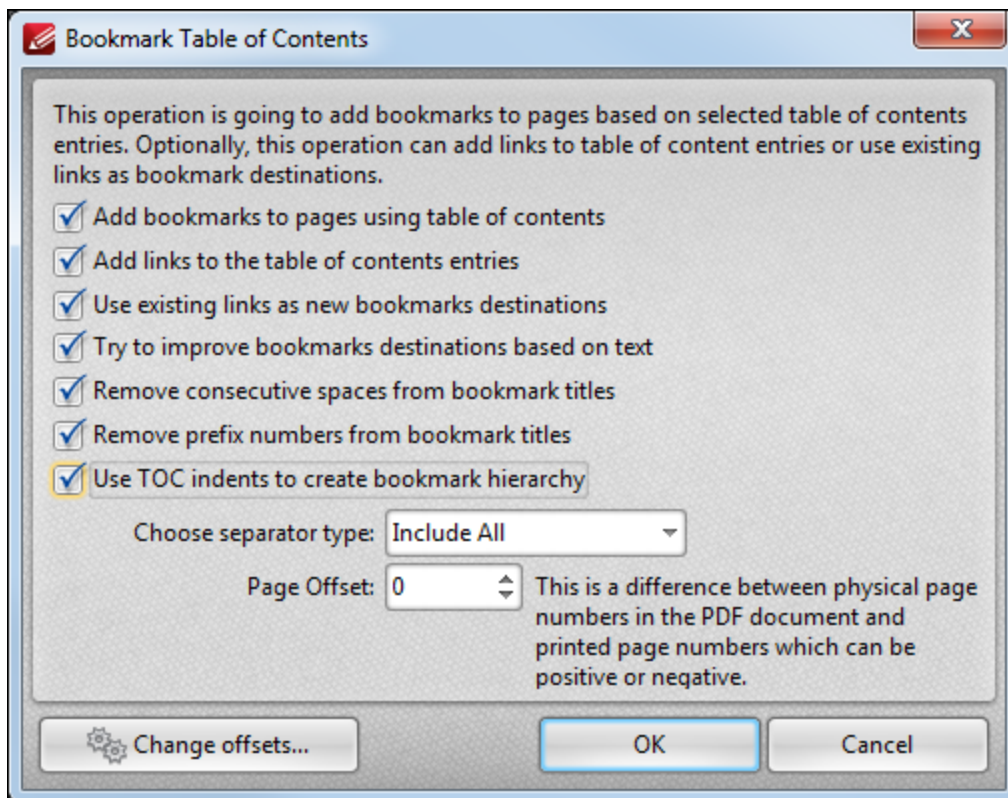 Bookmark Table of Contents
This operation is going to add bookmarks to pages based on selected table of contents
entries. Optionally, this operation can add links to table of content entries or use existing
links as bookmark destinations.
Add bookmarks to pages using table of contents
Add links to the table of contents entries
Use existing links as new bookmarks destinations
Try to improve bookmarks destinations based on text
Remove consecutive spaces from bookmark titles
Remove prefix numbers from bookmark titles
Use TOC indents to create bookmark hierarchy
Choose separator type: Include All
Page Offset: 0 This is a difference between physical page
numbers in the PDF document and
printed page numbers which can be
positive or negative.
Change offsets... OK Cancel